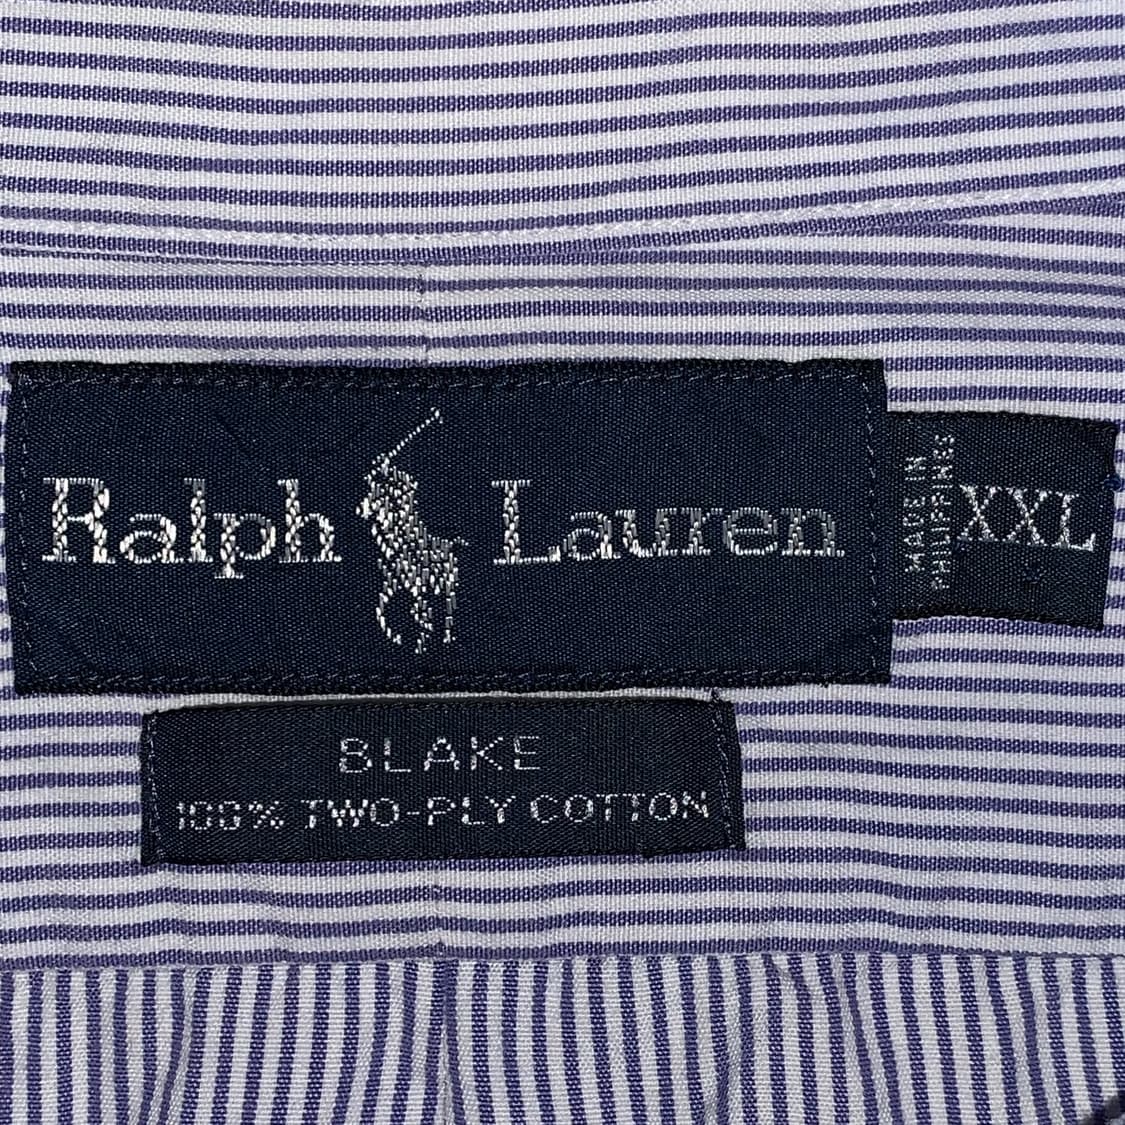 Ralph Lauren
MADE IN
PHILIPPINES
XXL
BLAKE
100% TWO-PLY COTTON